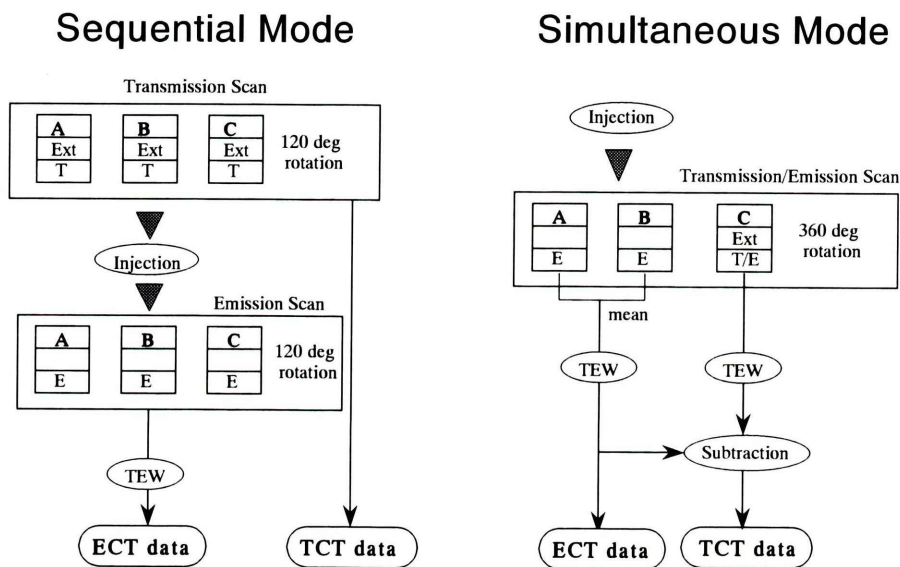 Sequential Mode
Transmission Scan
A B C
Ext Ext Ext
T T T
120 deg
rotation
Injection
Emission Scan
A B C
E E E
120 deg
rotation
TEW
ECT data TCT data
Simultaneous Mode
Injection
Transmission/Emission Scan
A B C
Ext
E E T/E
360 deg
rotation
mean
TEW TEW
Subtraction
ECT data TCT data